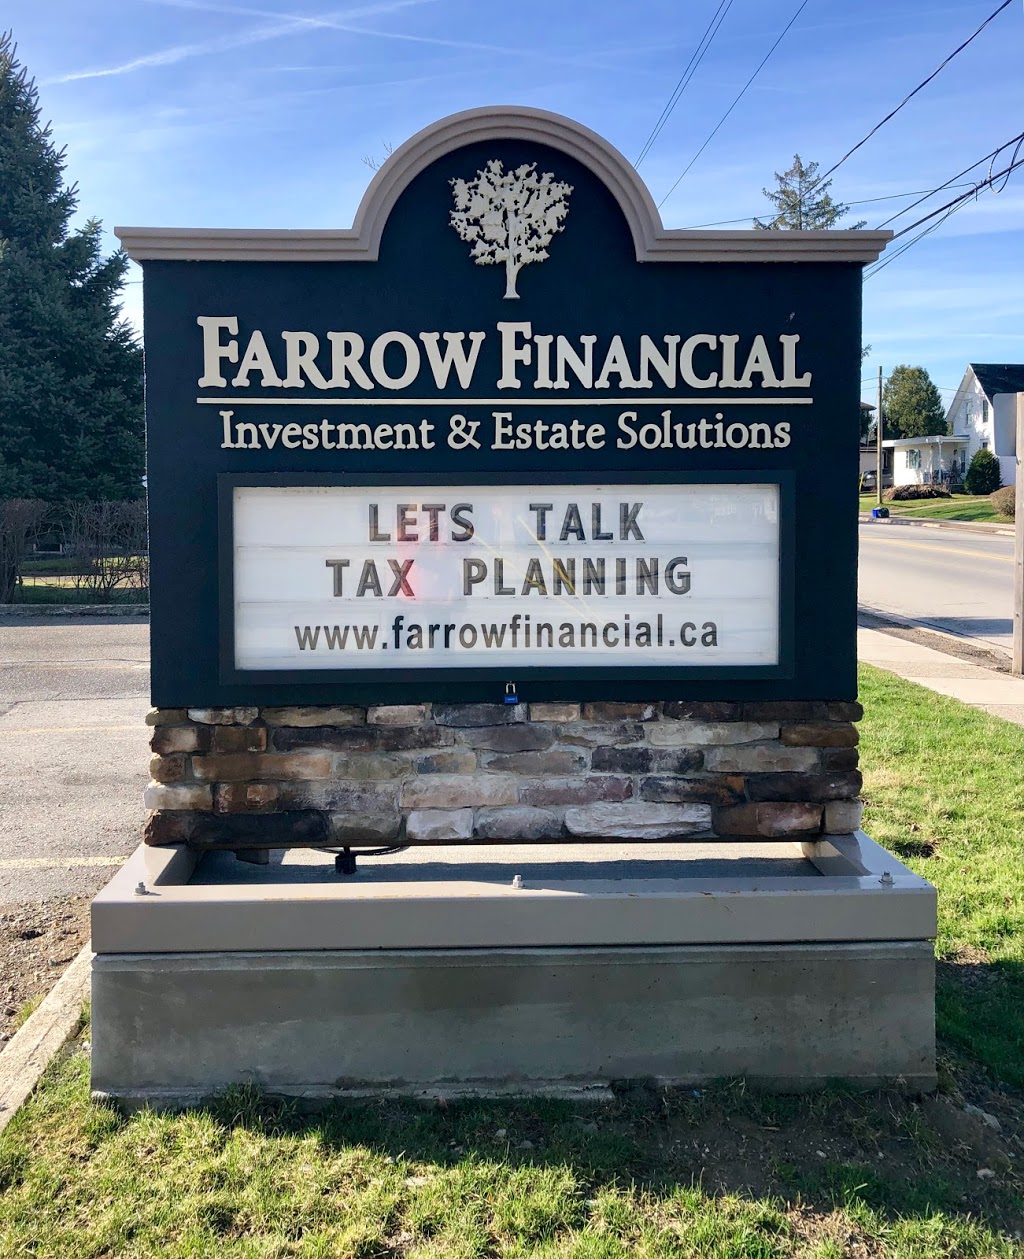 FARROW FINANCIAL
Investment & Estate Solutions
LETS TALK
TAX PLANNING
www.farrowfinancial.ca